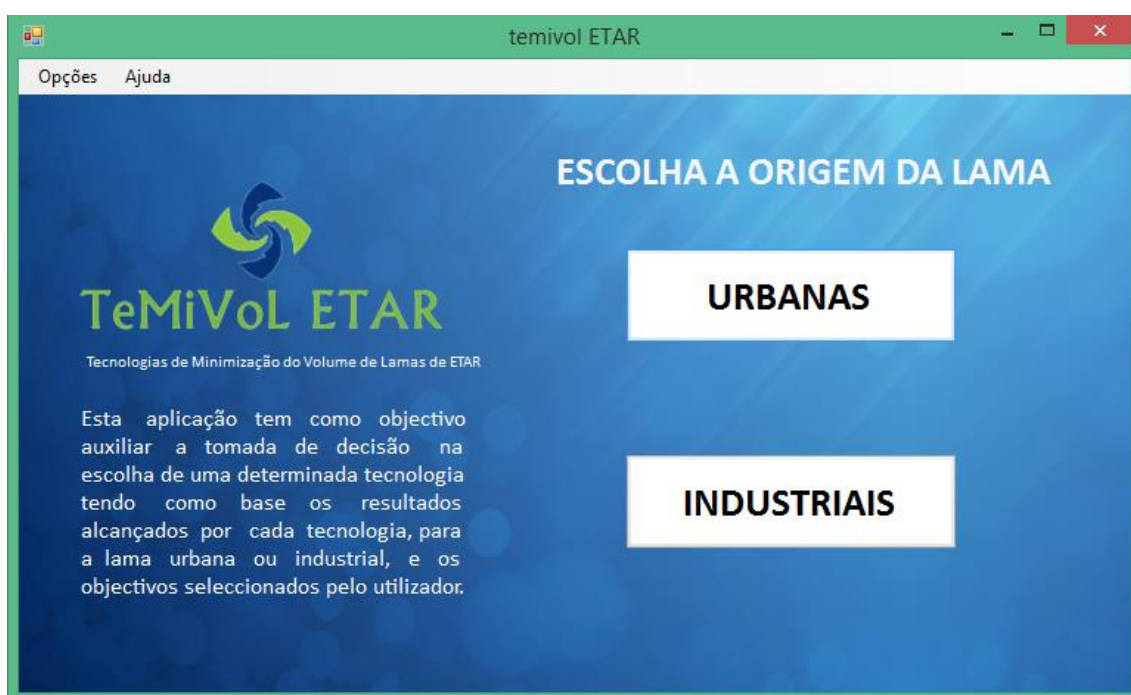 temivol ETAR
Opções Ajuda
ESCOLHA A ORIGEM DA LAMA
URBANAS
INDUSTRIAIS
TeMiVoL ETAR
Tecnologias de Minimização do Volume de Lamas de ETAR
Esta aplicação tem como objectivo
auxiliar a tomada de decisão na
escolha de uma determinada tecnologia
tendo como base os resultados
alcançados por cada tecnologia, para
a lama urbana ou industrial, e os
objectivos seleccionados pelo utilizador.